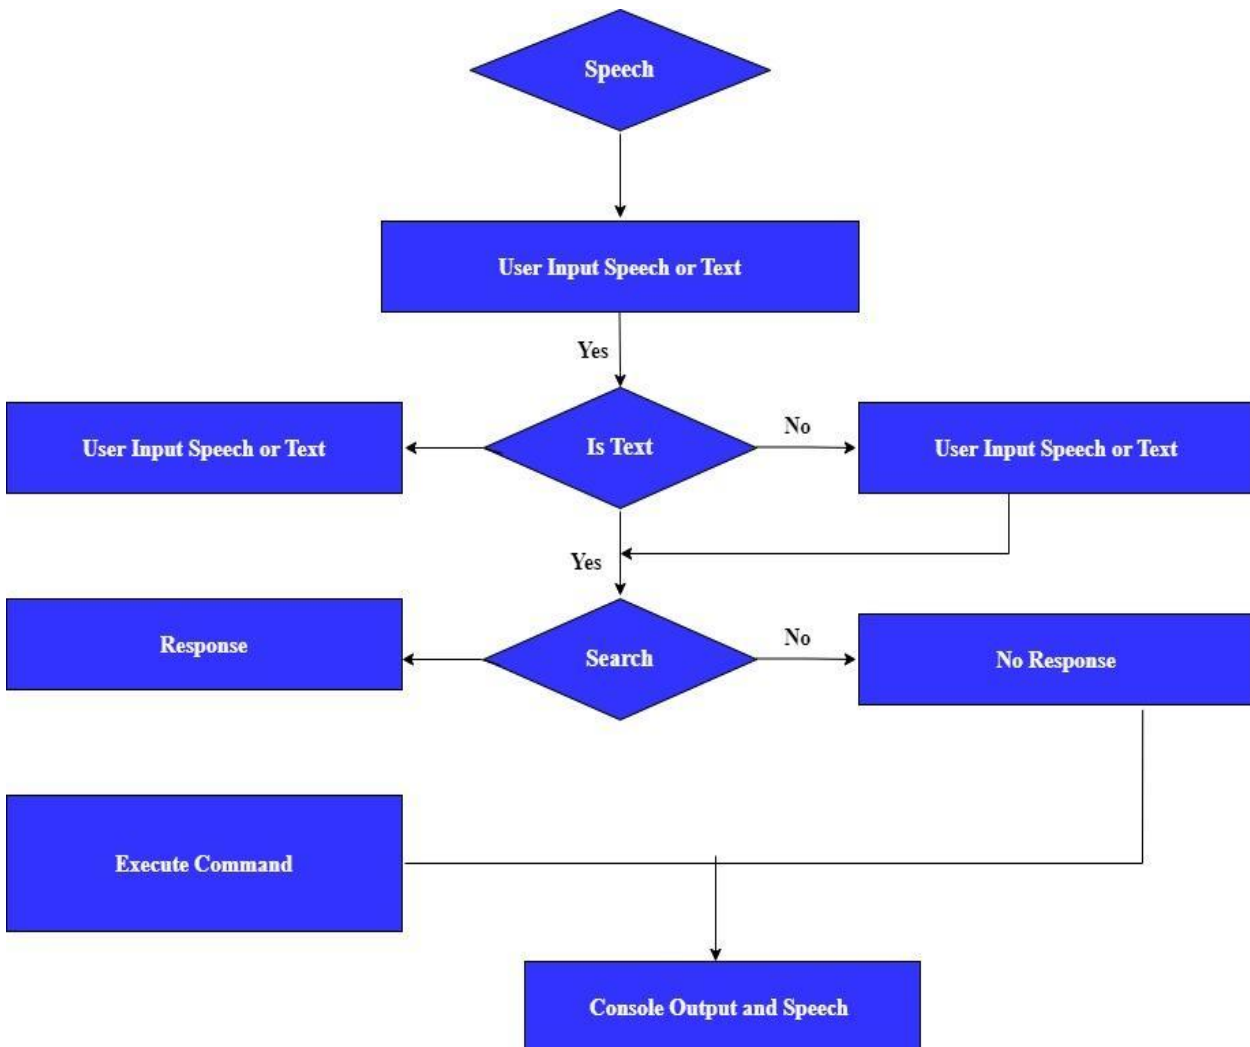 Speech
User Input Speech or Text
Yes
User Input Speech or Text
Is Text
No
User Input Speech or Text
Yes
Response
Search
No
No Response
Execute Command
Console Output and Speech